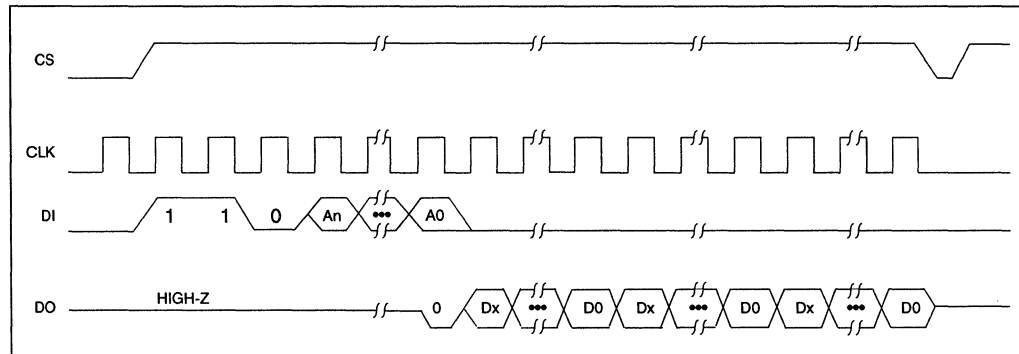 CS
CLK
DI 1 1 0 An ••• A0
DO HIGH-Z 0 Dx ••• D0 Dx ••• D0 Dx ••• D0